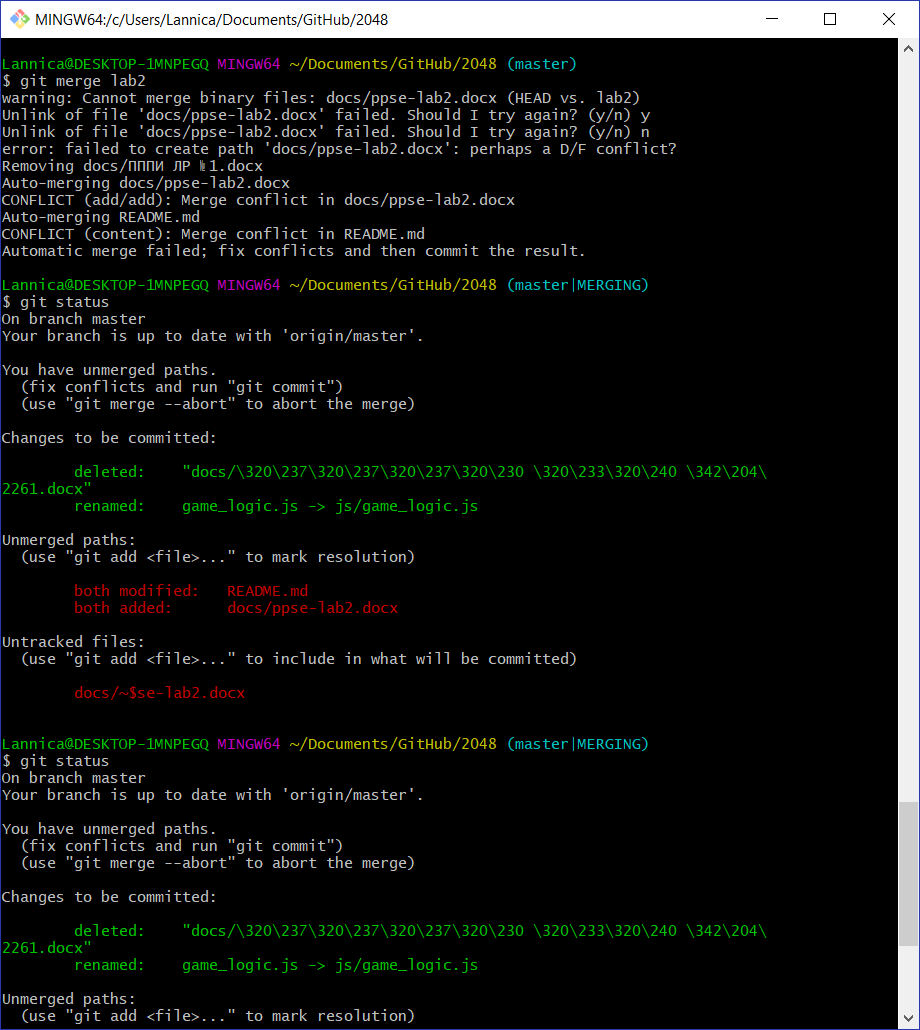 MINGW64:/c/Users/Lannica/Documents/GitHub/2048
Lannica@DESKTOP-1MNPEGQ MINGW64 ~/Documents/GitHub/2048 (master)
$ git merge lab2
warning: Cannot merge binary files: docs/ppse-lab2.docx (HEAD vs. lab2)
Unlink of file 'docs/ppse-lab2.docx' failed. Should I try again? (y/n) y
Unlink of file 'docs/ppse-lab2.docx' failed. Should I try again? (y/n) n
error: failed to create path 'docs/ppse-lab2.docx': perhaps a D/F conflict?
Removing docs/ПППИ ЛР №1.docx
Auto-merging docs/ppse-lab2.docx
CONFLICT (add/add): Merge conflict in docs/ppse-lab2.docx
Auto-merging README.md
CONFLICT (content): Merge conflict in README.md
Automatic merge failed; fix conflicts and then commit the result.
Lannica@DESKTOP-1MNPEGQ MINGW64 ~/Documents/GitHub/2048 (master|MERGING)
$ git status
On branch master
Your branch is up to date with 'origin/master'.
You have unmerged paths.
(fix conflicts and run "git commit")
(use "git merge --abort" to abort the merge)
Changes to be committed:
deleted: "docs/\320\237\320\237\320\237\320\230 \320\233\320\240 \342\204\
2261.docx"
renamed: game_logic.js -> js/game_logic.js
Unmerged paths:
(use "git add <file>..." to mark resolution)
both modified: README.md
both added: docs/ppse-lab2.docx
Untracked files:
(use "git add <file>..." to include in what will be committed)
docs/~$se-lab2.docx
Lannica@DESKTOP-1MNPEGQ MINGW64 ~/Documents/GitHub/2048 (master|MERGING)
$ git status
On branch master
Your branch is up to date with 'origin/master'.
You have unmerged paths.
(fix conflicts and run "git commit")
(use "git merge --abort" to abort the merge)
Changes to be committed:
deleted: "docs/\320\237\320\237\320\237\320\230 \320\233\320\240 \342\204\
2261.docx"
renamed: game_logic.js -> js/game_logic.js
Unmerged paths:
(use "git add <file>..." to mark resolution)